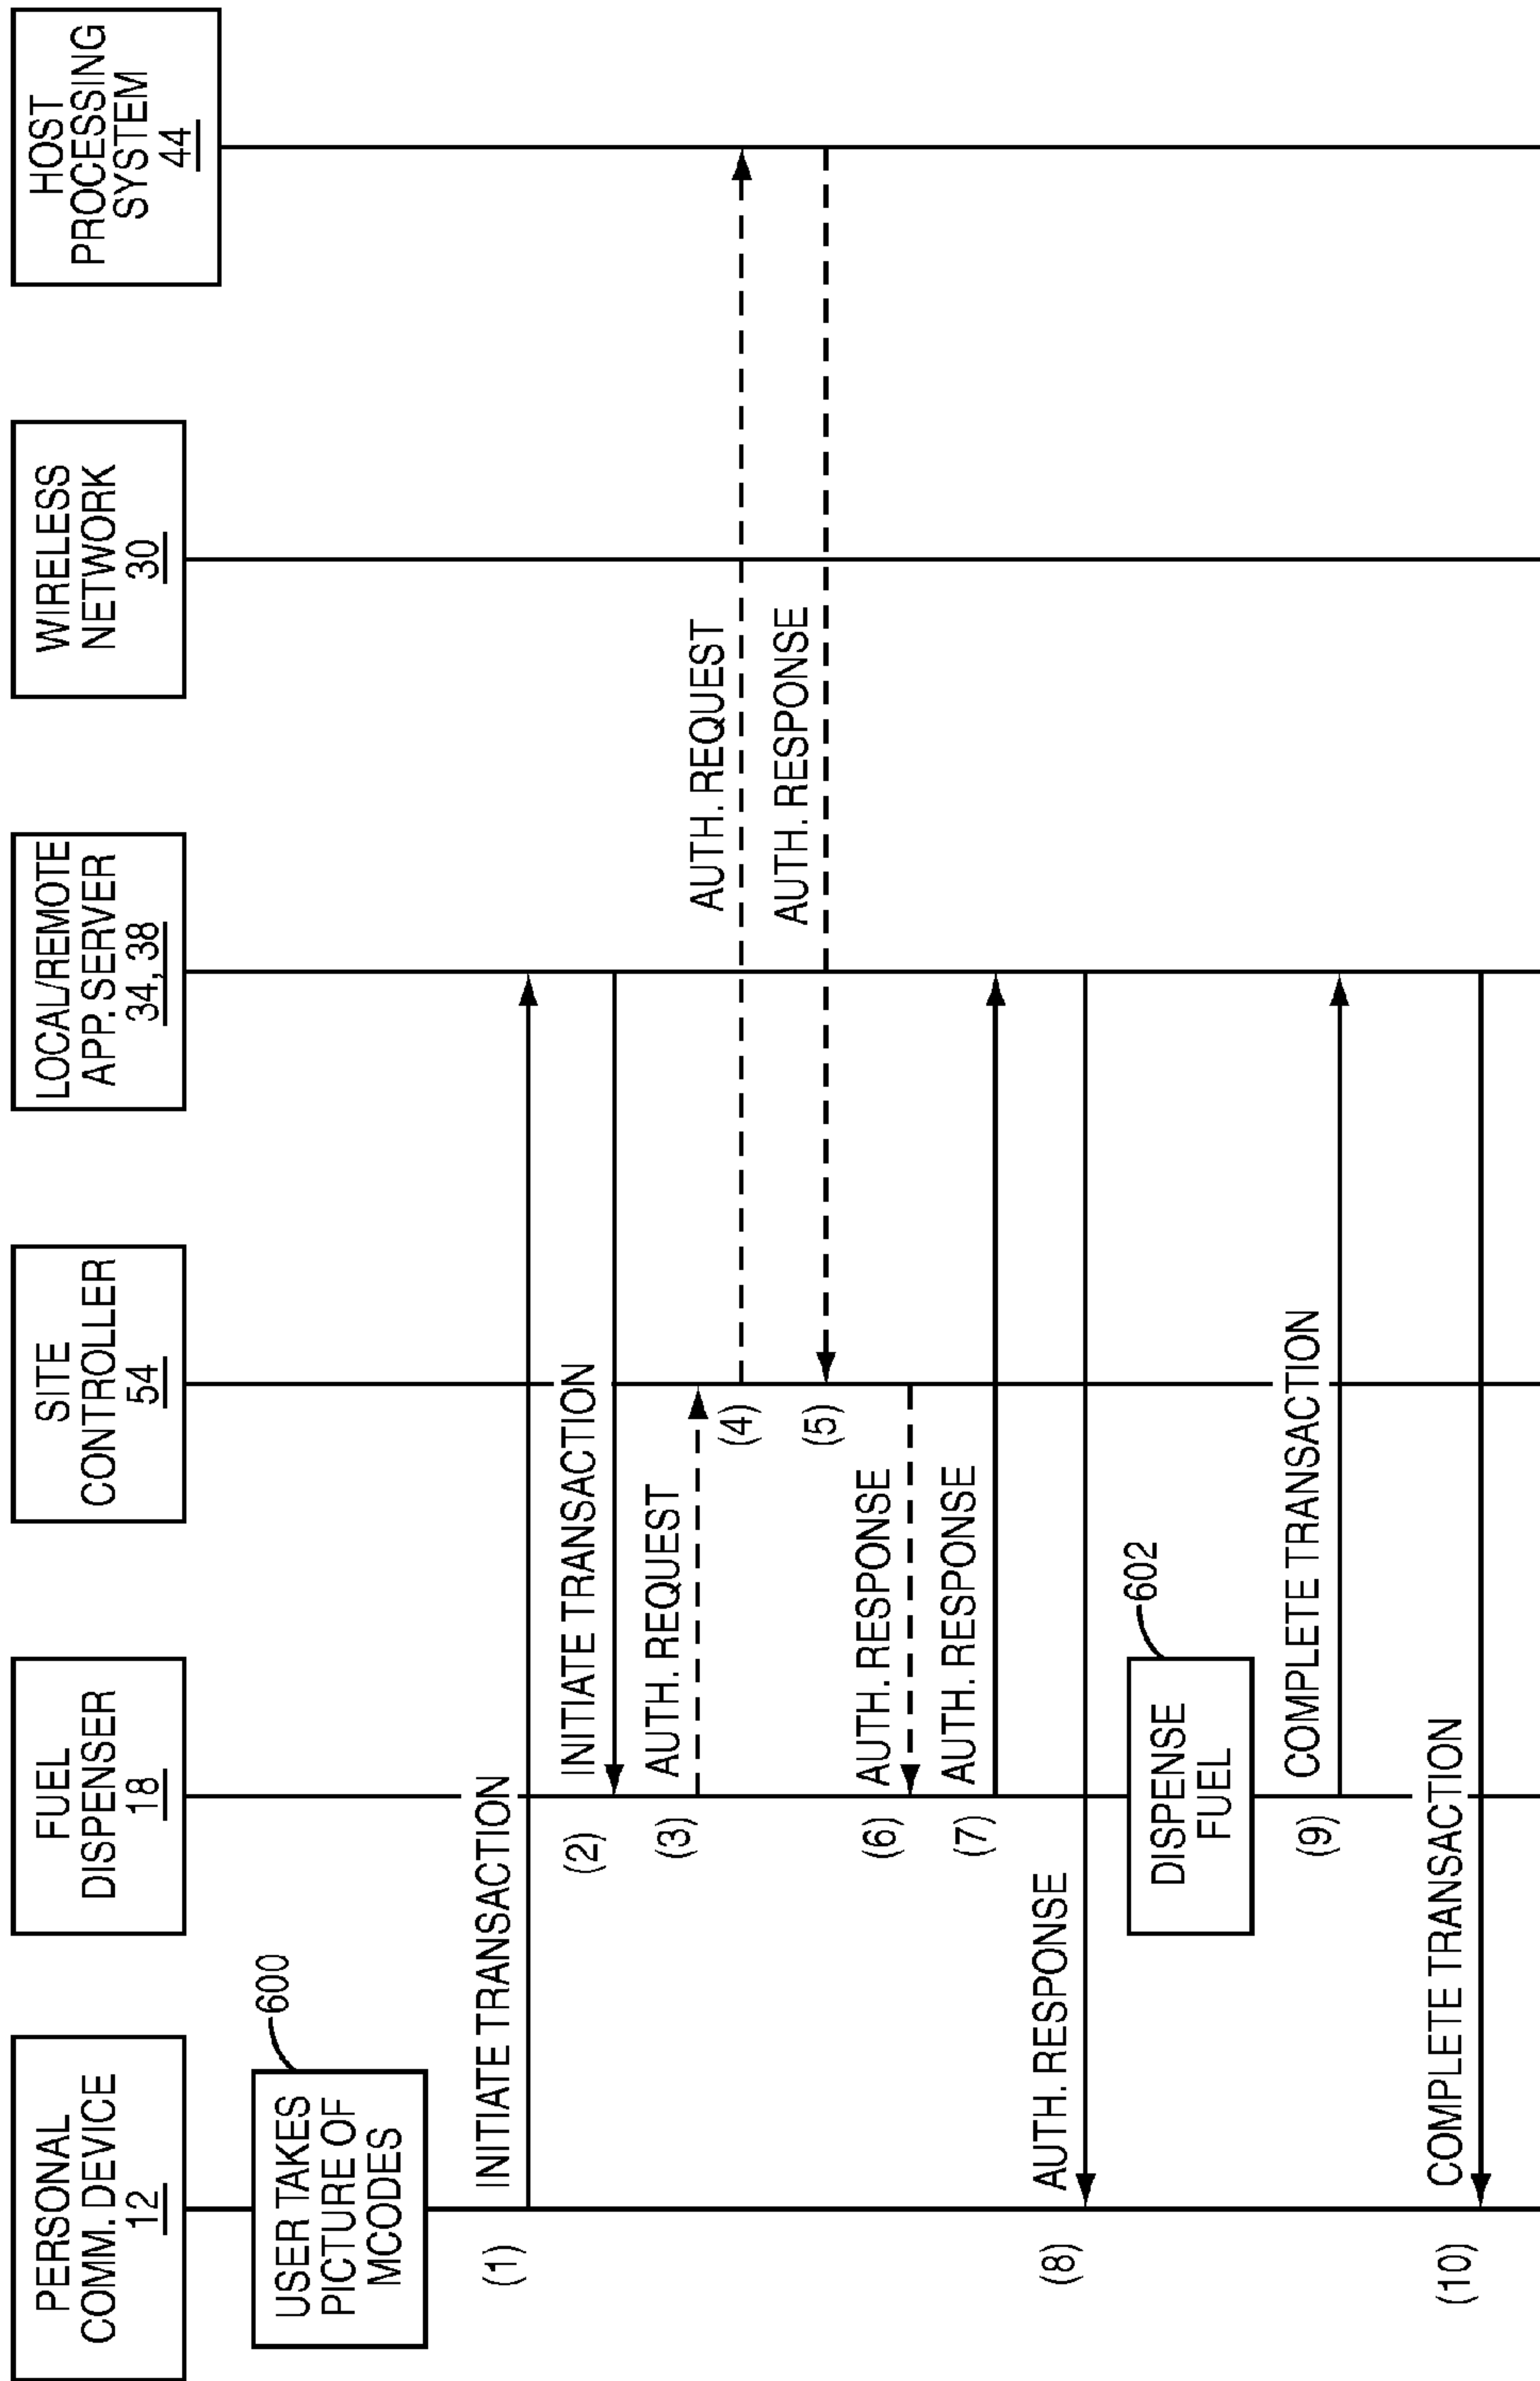 PERSONAL
COMM. DEVICE
12
FUEL
DISPENSER
18
SITE
CONTROLLER
54
LOCAL/REMOTE
APP. SERVER
34, 38
WIRELESS
NETWORK
30
HOST
PROCESSING
SYSTEM
44
USER TAKES
PICTURE OF
MCODES
600
(1)
INITIATE TRANSACTION
(2)
INITIATE TRANSACTION
(3)
AUTH. REQUEST
(4)
AUTH. REQUEST
(5)
AUTH. RESPONSE
(6)
AUTH. RESPONSE
(7)
AUTH. RESPONSE
(8)
AUTH. RESPONSE
DISPENSE
FUEL
602
(9)
COMPLETE TRANSACTION
(10)
COMPLETE TRANSACTION